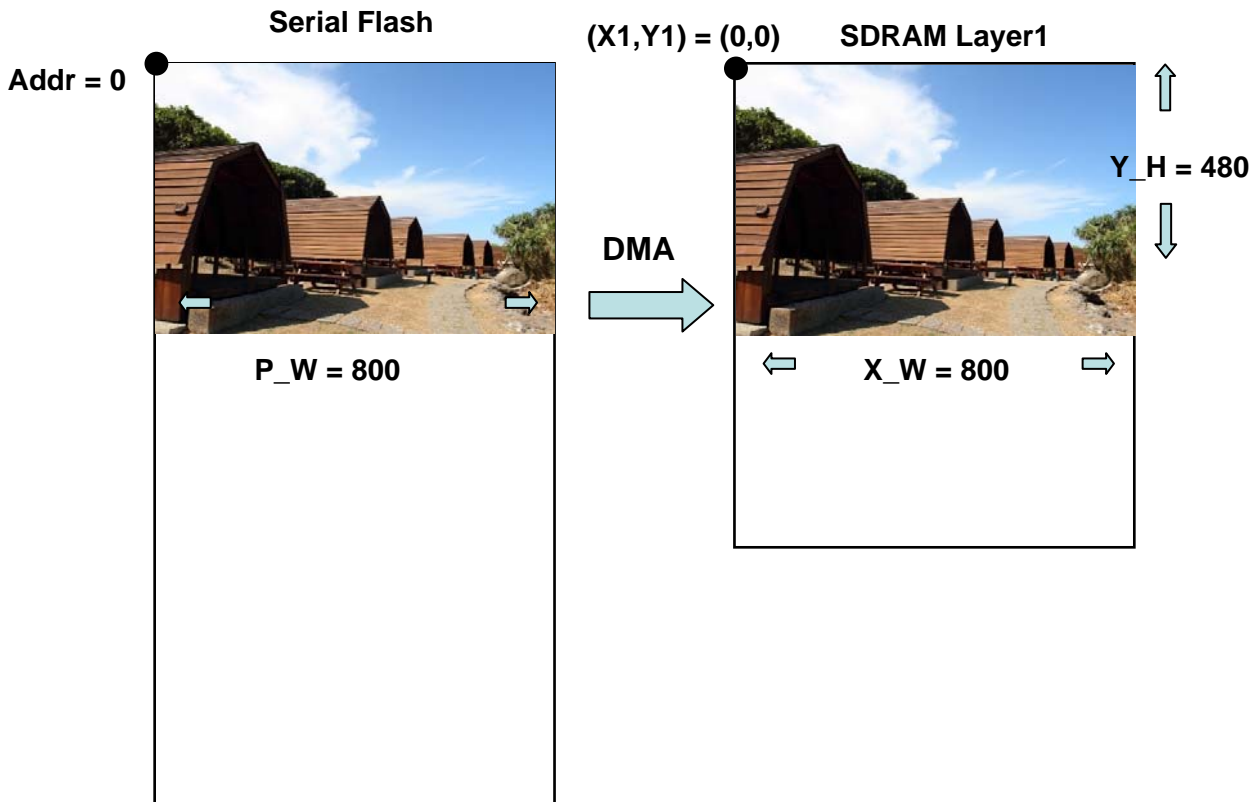 Serial Flash
(X1,Y1) = (0,0)
SDRAM Layer1
Addr = 0
Y_H = 480
DMA
P_W = 800
X_W = 800